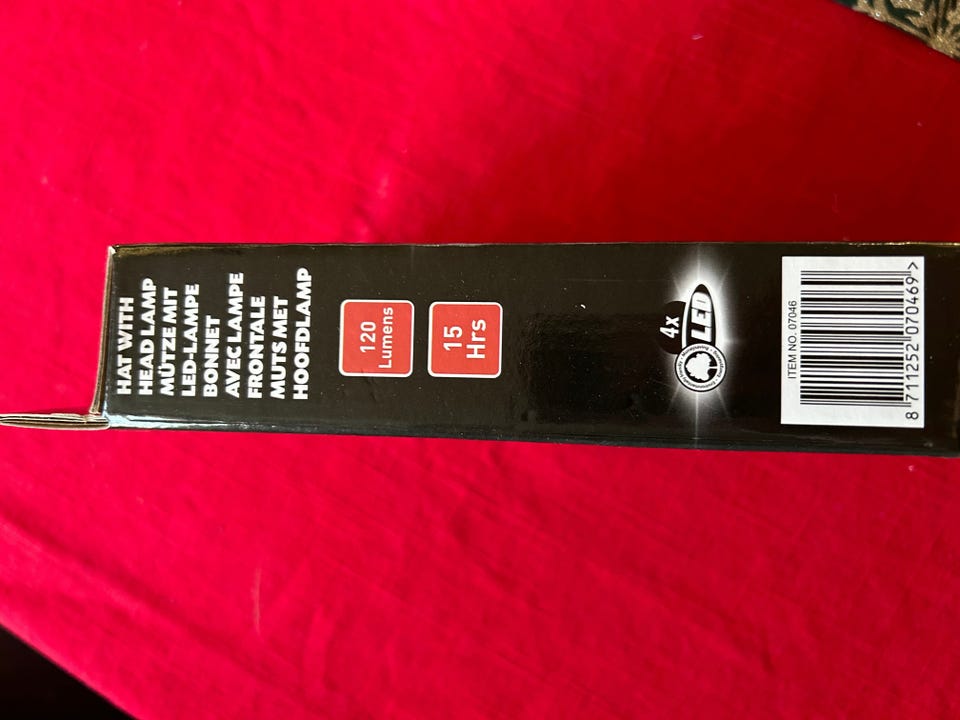 HAT WITH
HEAD LAMP
MÜTZE MIT
LED-LAMPE
BONNET
AVEC LAMPE
FRONTALE
MUTS MET
HOOFDLAMP
120
Lumens
15
Hrs
4x
LED
ITEM NO. 07046
8 711252 070469 >